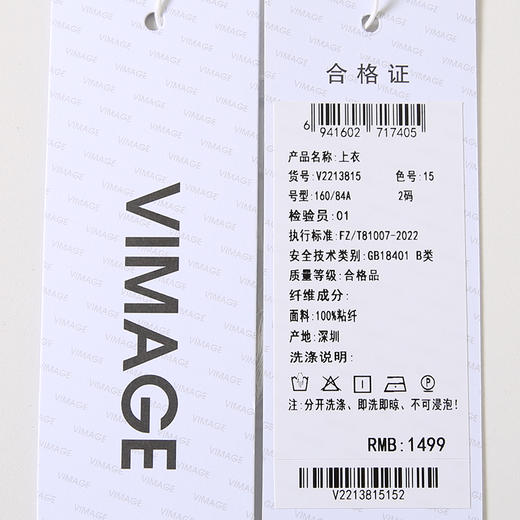 VIMAGE
合格证
6 941602 717405
产品名称:上衣
货号:V2213815 色号:15
号型:160/84A 2码
检验员:01
执行标准:FZ/T81007-2022
安全技术类别:GB18401 B类
质量等级:合格品
纤维成分:
面料:100%粘纤
产地:深圳
洗涤说明:
注:分开洗涤、即洗即晾、不可浸泡!
RMB:1499
V2213815152